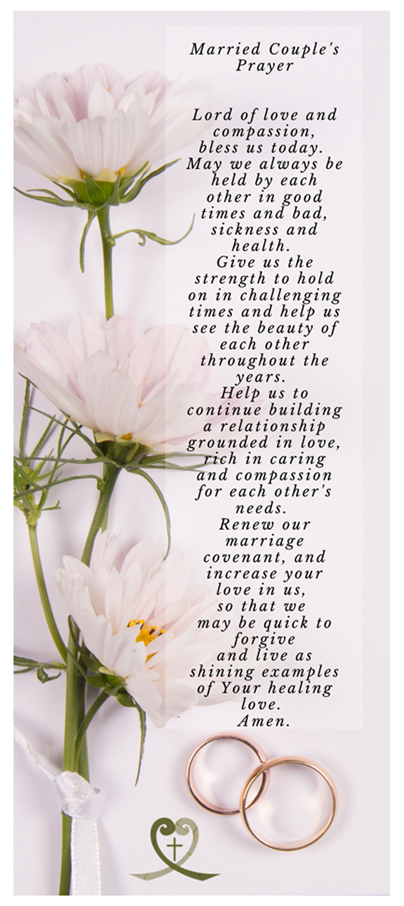 Married Couple's
Prayer
Lord of love and
compassion,
bless us today.
May we always be
held by each
other in good
times and bad,
sickness and
health.
Give us the
strength to hold
on in challenging
times and help us
see the beauty of
each other
throughout the
years.
Help us to
continue building
a relationship
grounded in love,
rich in caring
and compassion
for each other's
needs.
Renew our
marriage
covenant, and
increase your
love in us,
so that we
may be quick to
forgive
and live as
shining examples
of Your healing
love.
Amen.